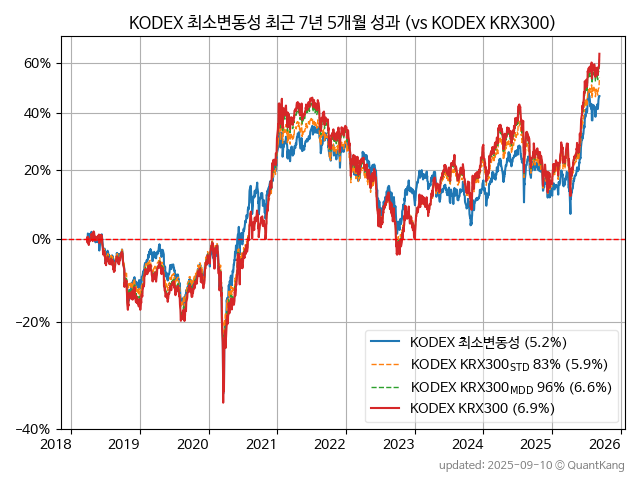 KODEX 최소변동성 최근 7년 5개월 성과 (vs KODEX KRX300)
60%
40%
20%
0%
−20%
−40%
KODEX 최소변동성 (5.2%)
KODEX KRX300STD 83% (5.9%)
KODEX KRX300MDD 96% (6.6%)
KODEX KRX300 (6.9%)
2018 2019 2020 2021 2022 2023 2024 2025 2026
updated: 2025-09-10 © QuantKang